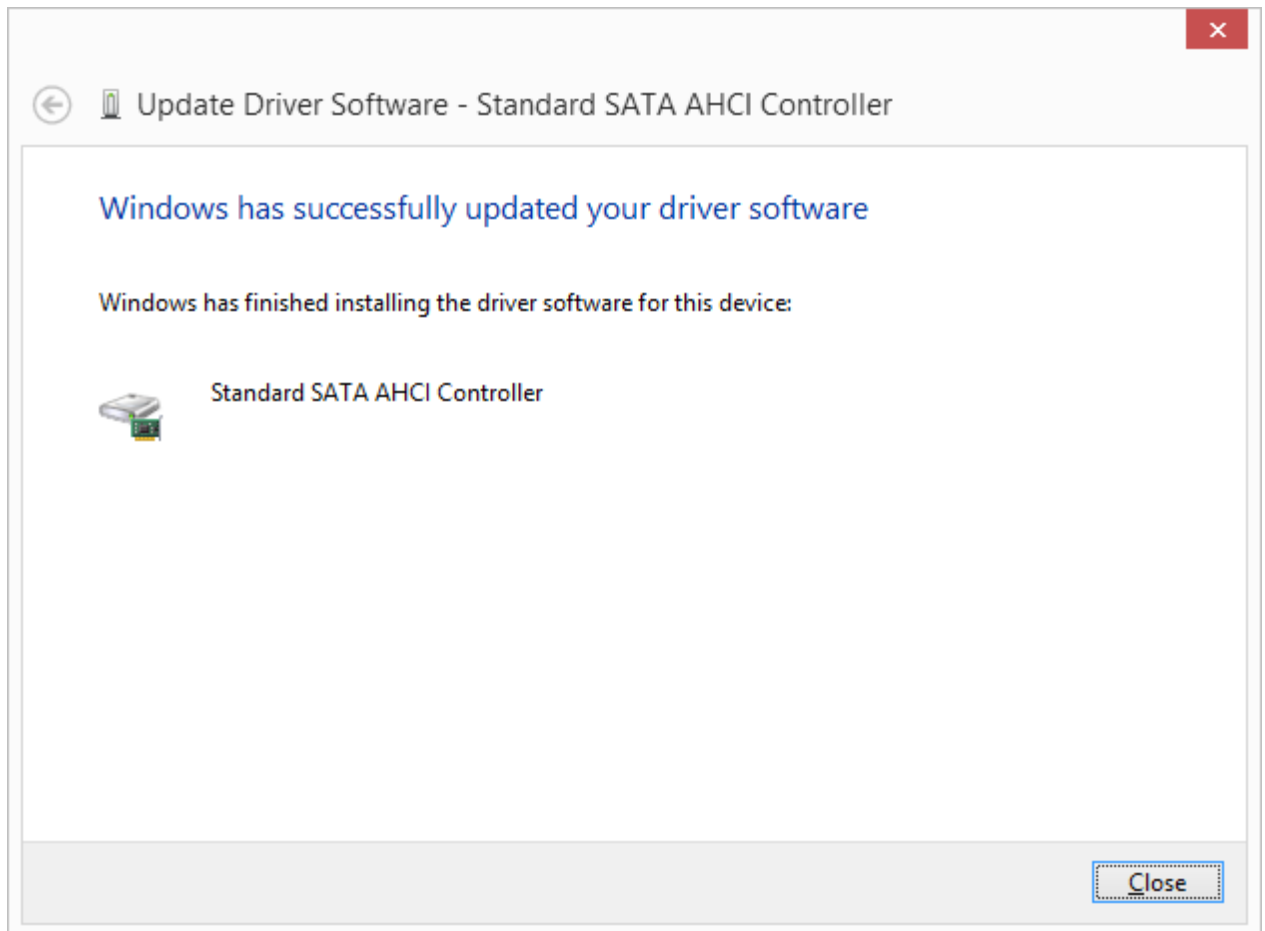 Update Driver Software - Standard SATA AHCI Controller
Windows has successfully updated your driver software
Windows has finished installing the driver software for this device:
Standard SATA AHCI Controller
Close